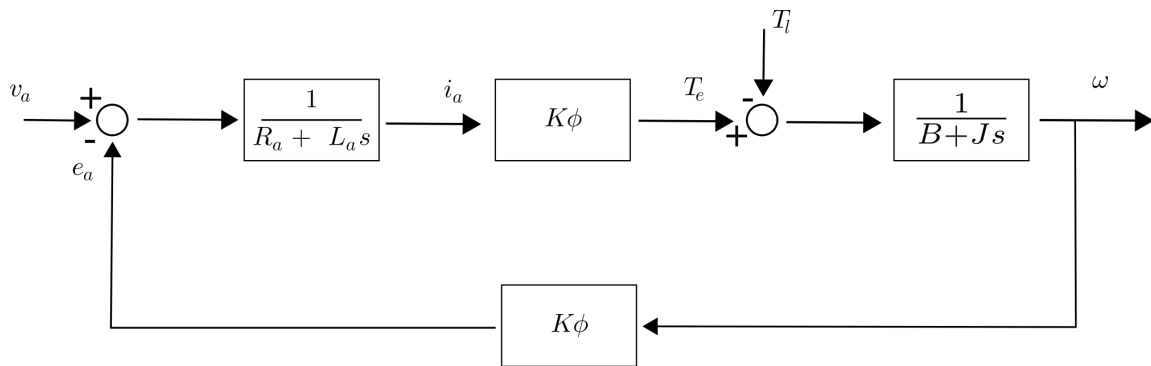 T_l
v_a
+
-
e_a
1
R_a + L_a s
i_a
Kϕ
T_e
-
+
1
B+Js
ω
Kϕ